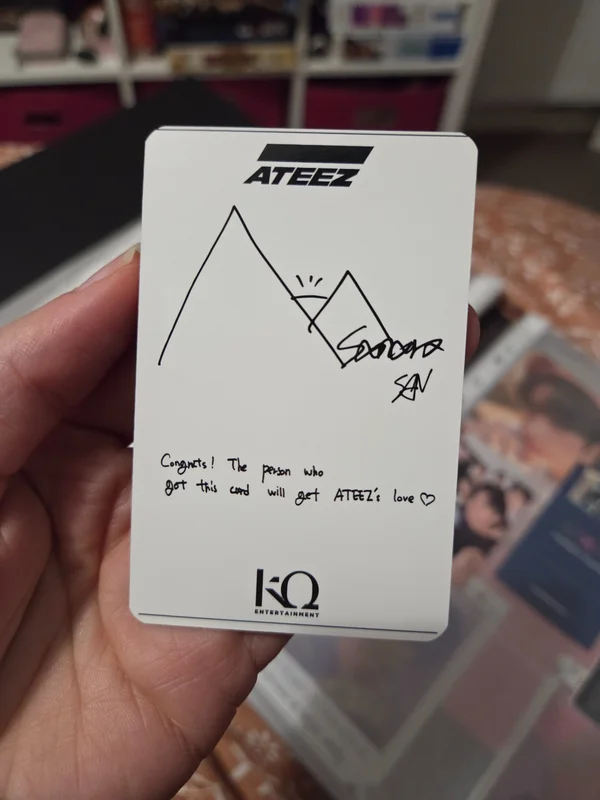 ATEEZ
SAN
Congrats! The person who
got this card will get ATEEZ's love ♡
KQ
ENTERTAINMENT